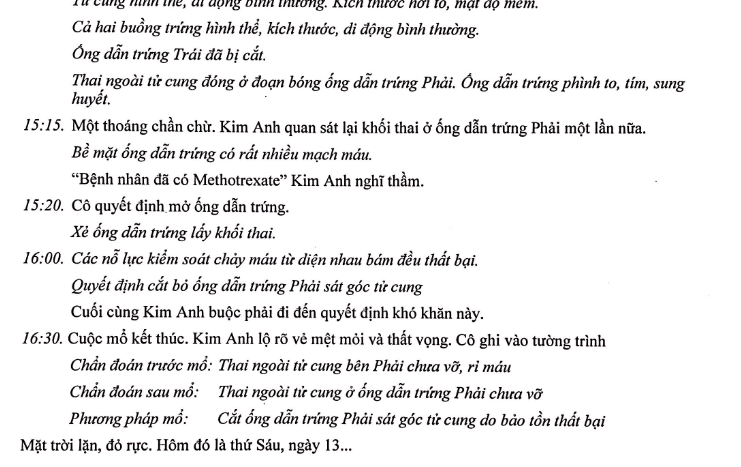 Tử cung hình thể, di động bình thường. Kích thước hơi to, mật độ mềm.
Cả hai buồng trứng hình thể, kích thước, di động bình thường.
Ống dẫn trứng Trái đã bị cắt.
Thai ngoài tử cung đóng ở đoạn bóng ống dẫn trứng Phải. Ống dẫn trứng phình to, tím, sung
huyết.
15:15. Một thoáng chần chừ. Kim Anh quan sát lại khối thai ở ống dẫn trứng Phải một lần nữa.
Bề mặt ống dẫn trứng có rất nhiều mạch máu.
“Bệnh nhân đã có Methotrexate” Kim Anh nghĩ thầm.
15:20. Cô quyết định mở ống dẫn trứng.
Xẻ ống dẫn trứng lấy khối thai.
16:00. Các nỗ lực kiểm soát chảy máu từ diện nhau bám đều thất bại.
Quyết định cắt bỏ ống dẫn trứng Phải sát góc tử cung
Cuối cùng Kim Anh buộc phải đi đến quyết định khó khăn này.
16:30. Cuộc mổ kết thúc. Kim Anh lộ rõ vẻ mệt mỏi và thất vọng. Cô ghi vào tường trình
Chẩn đoán trước mổ: Thai ngoài tử cung bên Phải chưa vỡ, rỉ máu
Chẩn đoán sau mổ: Thai ngoài tử cung ở ống dẫn trứng Phải chưa vỡ
Phương pháp mổ: Cắt ống dẫn trứng Phải sát góc tử cung do bảo tồn thất bại
Mặt trời lặn, đỏ rực. Hôm đó là thứ Sáu, ngày 13...